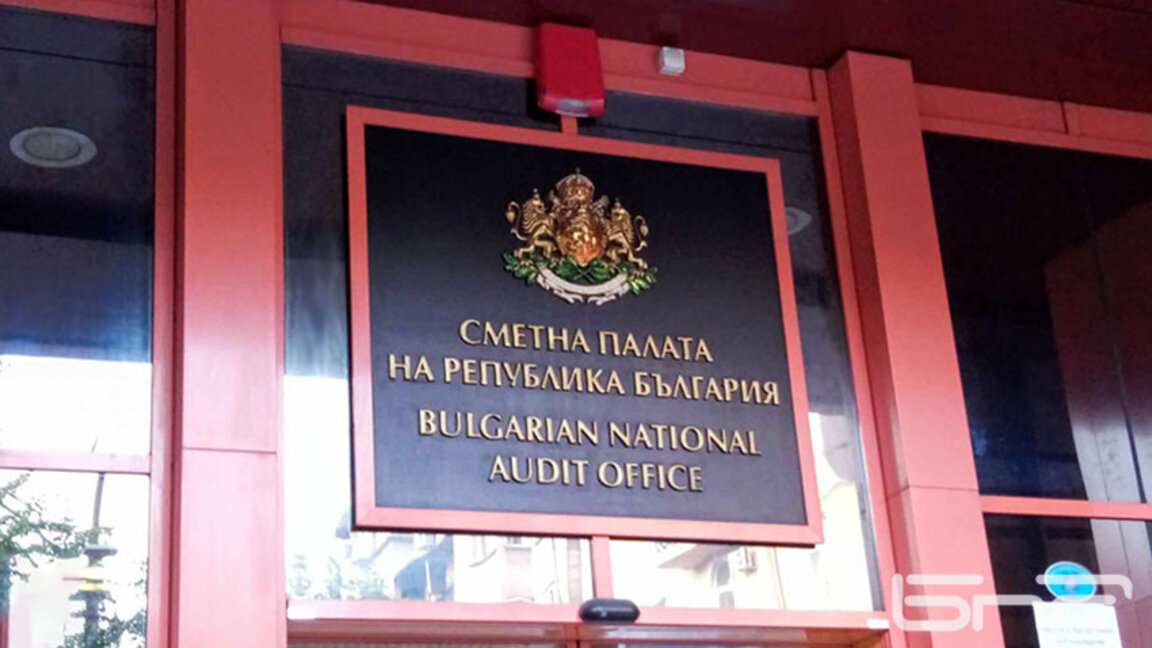 СМЕТНА ПАЛАТА
НА РЕПУБЛИКА БЪЛГАРИЯ
BULGARIAN NATIONAL
AUDIT OFFICE